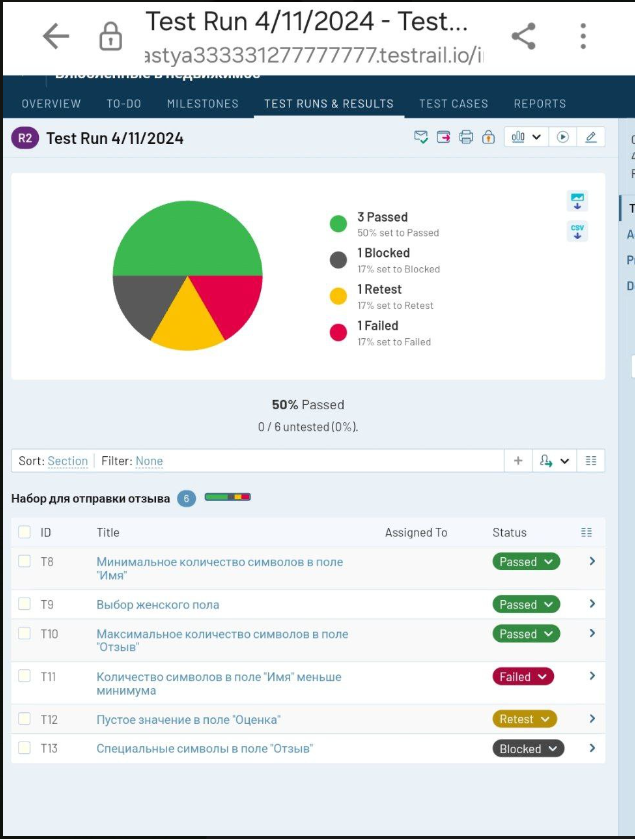 Test Run 4/11/2024 - Test...
astya333331277777777.testrail.io/i
Влюбленные в недвижимое
OVERVIEW TO-DO MILESTONES TEST RUNS & RESULTS TEST CASES REPORTS
R2 Test Run 4/11/2024
3 Passed
50% set to Passed
1 Blocked
17% set to Blocked
1 Retest
17% set to Retest
1 Failed
17% set to Failed
CSV
50% Passed
0 / 6 untested (0%).
Sort: Section Filter: None
Набор для отправки отзыва 6
ID Title Assigned To Status
T8 Минимальное количество символов в поле "Имя" Passed
T9 Выбор женского пола Passed
T10 Максимальное количество символов в поле "Отзыв" Passed
T11 Количество символов в поле "Имя" меньше минимума Failed
T12 Пустое значение в поле "Оценка" Retest
T13 Специальные символы в поле "Отзыв" Blocked